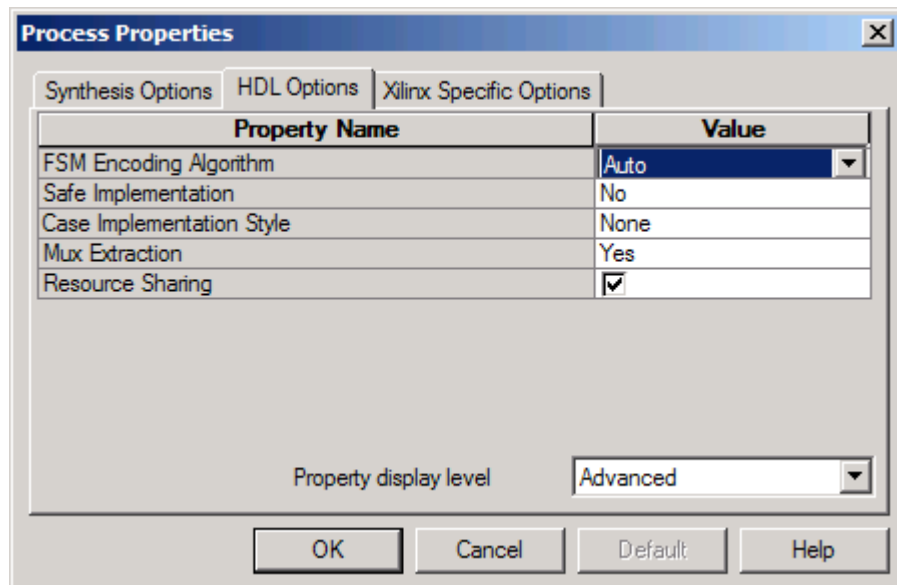 Process Properties
Synthesis Options HDL Options Xilinx Specific Options
Property Name Value
FSM Encoding Algorithm Auto
Safe Implementation No
Case Implementation Style None
Mux Extraction Yes
Resource Sharing
Property display level Advanced
OK Cancel Default Help